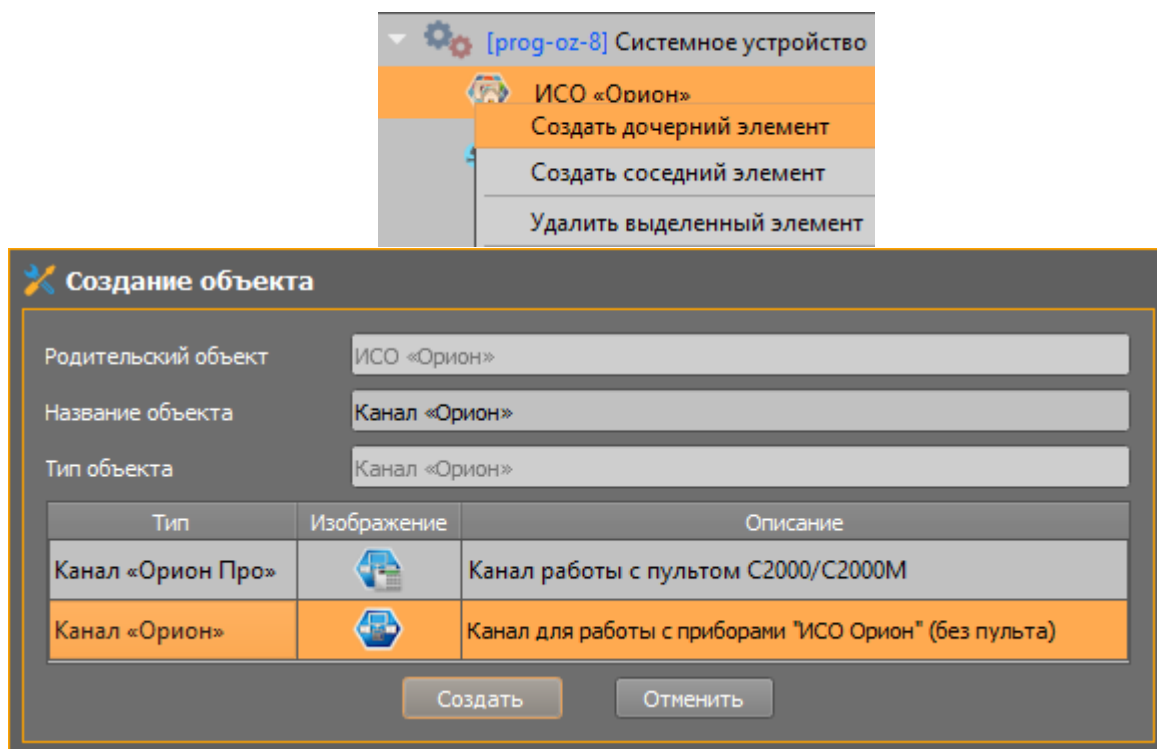 [prog-oz-8] Системное устройство
ИСО «Орион»
Создать дочерний элемент
Создать соседний элемент
Удалить выделенный элемент
Создание объекта
Родительский объект ИСО «Орион»
Название объекта Канал «Орион»
Тип объекта Канал «Орион»
Тип Изображение Описание
Канал «Орион Про» Канал работы с пультом С2000/С2000М
Канал «Орион» Канал для работы с приборами "ИСО Орион" (без пульта)
Создать Отменить